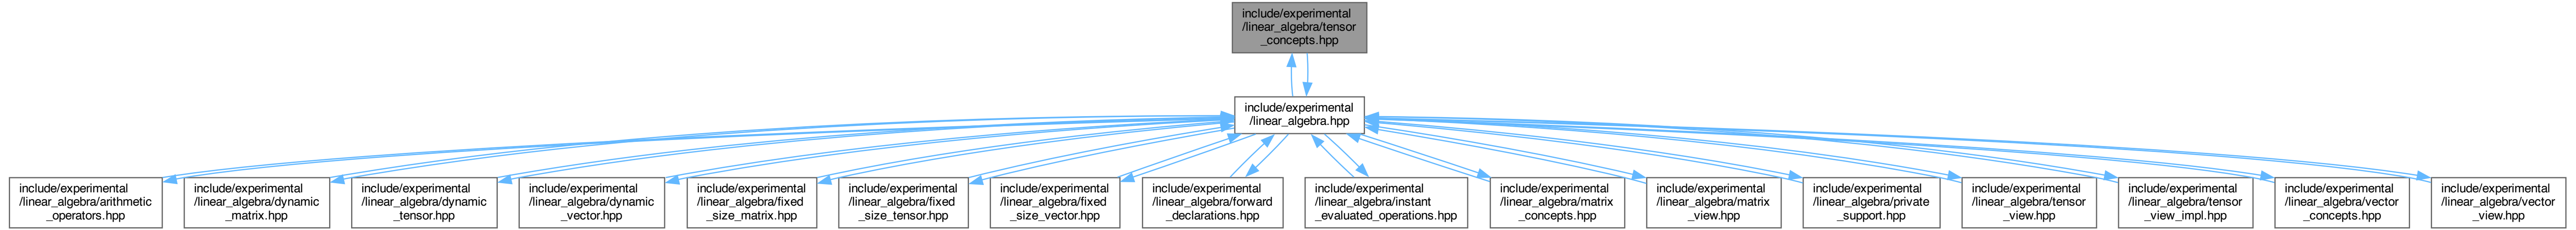 include/experimental
/linear_algebra/tensor
_concepts.hpp
include/experimental
/linear_algebra.hpp
include/experimental
/linear_algebra/arithmetic
_operators.hpp
include/experimental
/linear_algebra/dynamic
_matrix.hpp
include/experimental
/linear_algebra/dynamic
_tensor.hpp
include/experimental
/linear_algebra/dynamic
_vector.hpp
include/experimental
/linear_algebra/fixed
_size_matrix.hpp
include/experimental
/linear_algebra/fixed
_size_tensor.hpp
include/experimental
/linear_algebra/fixed
_size_vector.hpp
include/experimental
/linear_algebra/forward
_declarations.hpp
include/experimental
/linear_algebra/instant
_evaluated_operations.hpp
include/experimental
/linear_algebra/matrix
_concepts.hpp
include/experimental
/linear_algebra/matrix
_view.hpp
include/experimental
/linear_algebra/private
_support.hpp
include/experimental
/linear_algebra/tensor
_view.hpp
include/experimental
/linear_algebra/tensor
_view_impl.hpp
include/experimental
/linear_algebra/vector
_concepts.hpp
include/experimental
/linear_algebra/vector
_view.hpp